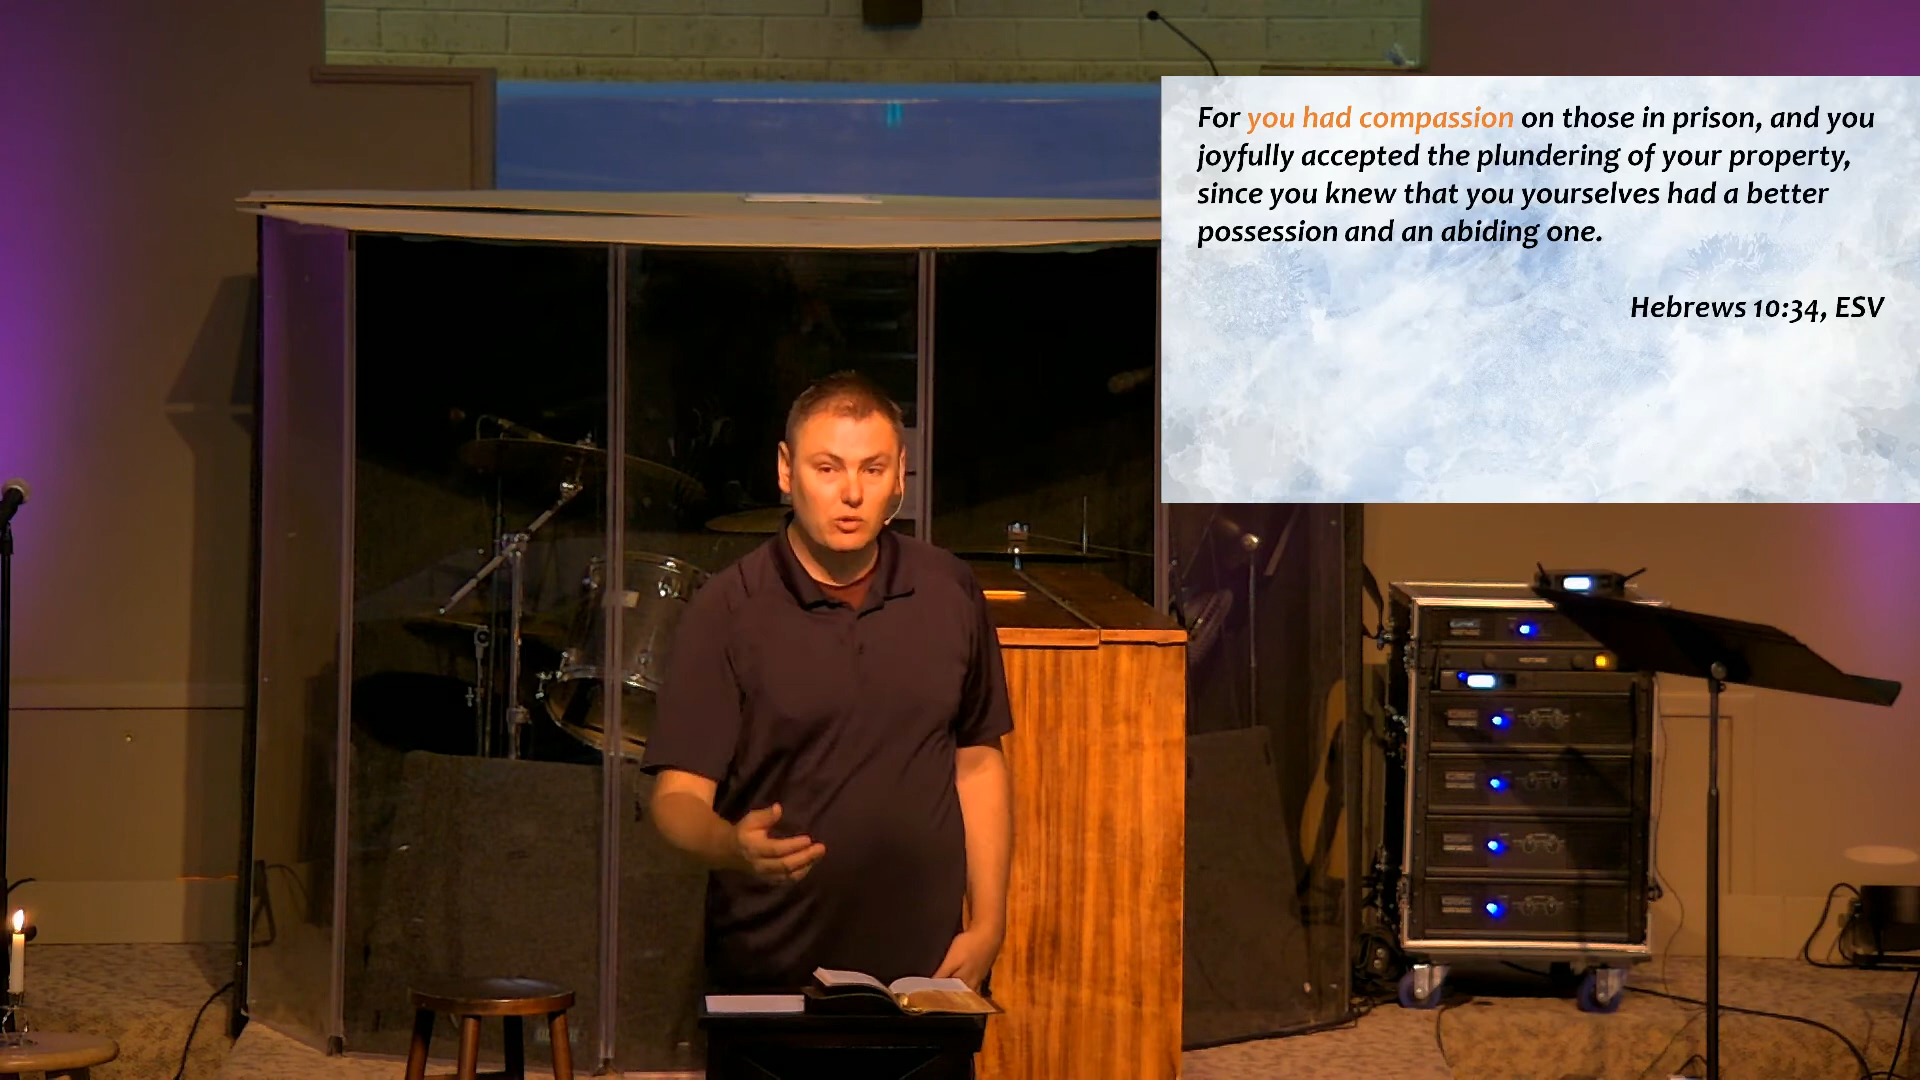 For you had compassion on those in prison, and you
joyfully accepted the plundering of your property,
since you knew that you yourselves had a better
possession and an abiding one.
Hebrews 10:34, ESV